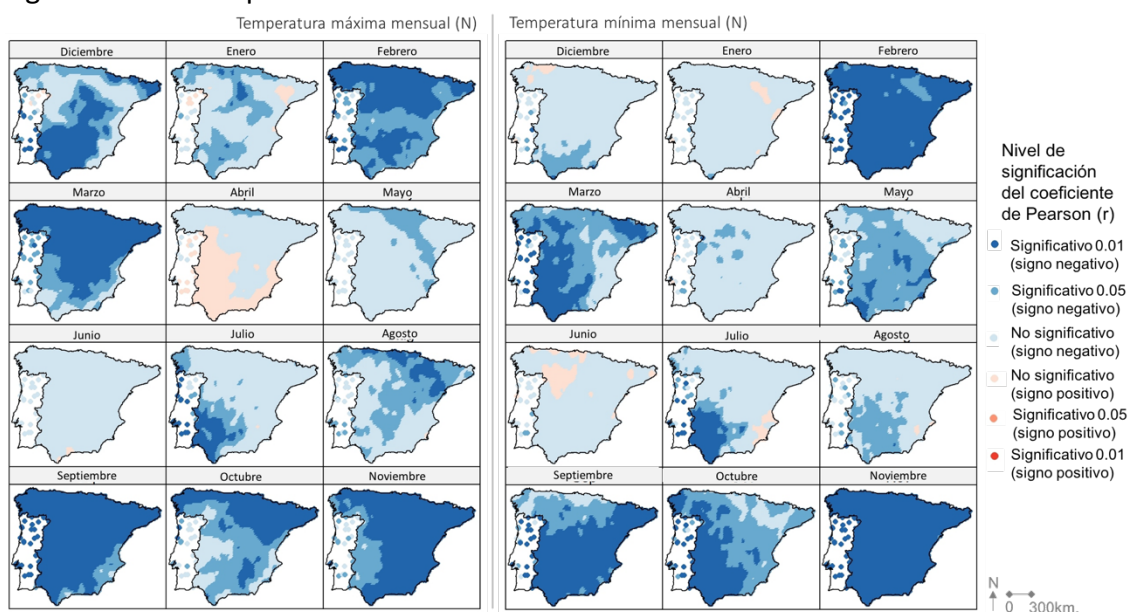 Temperatura máxima mensual (N)
Temperatura mínima mensual (N)
Diciembre
Enero
Febrero
Diciembre
Enero
Febrero
Marzo
Abril
Mayo
Marzo
Abril
Mayo
Junio
Julio
Agosto
Junio
Julio
Agosto
Septiembre
Octubre
Noviembre
Septiembre
Octubre
Noviembre
Nivel de
significación
del coeficiente
de Pearson (r)
Significativo 0.01
(signo negativo)
Significativo 0.05
(signo negativo)
No significativo
(signo negativo)
No significativo
(signo positivo)
Significativo 0.05
(signo positivo)
Significativo 0.01
(signo positivo)
N
0 300km.